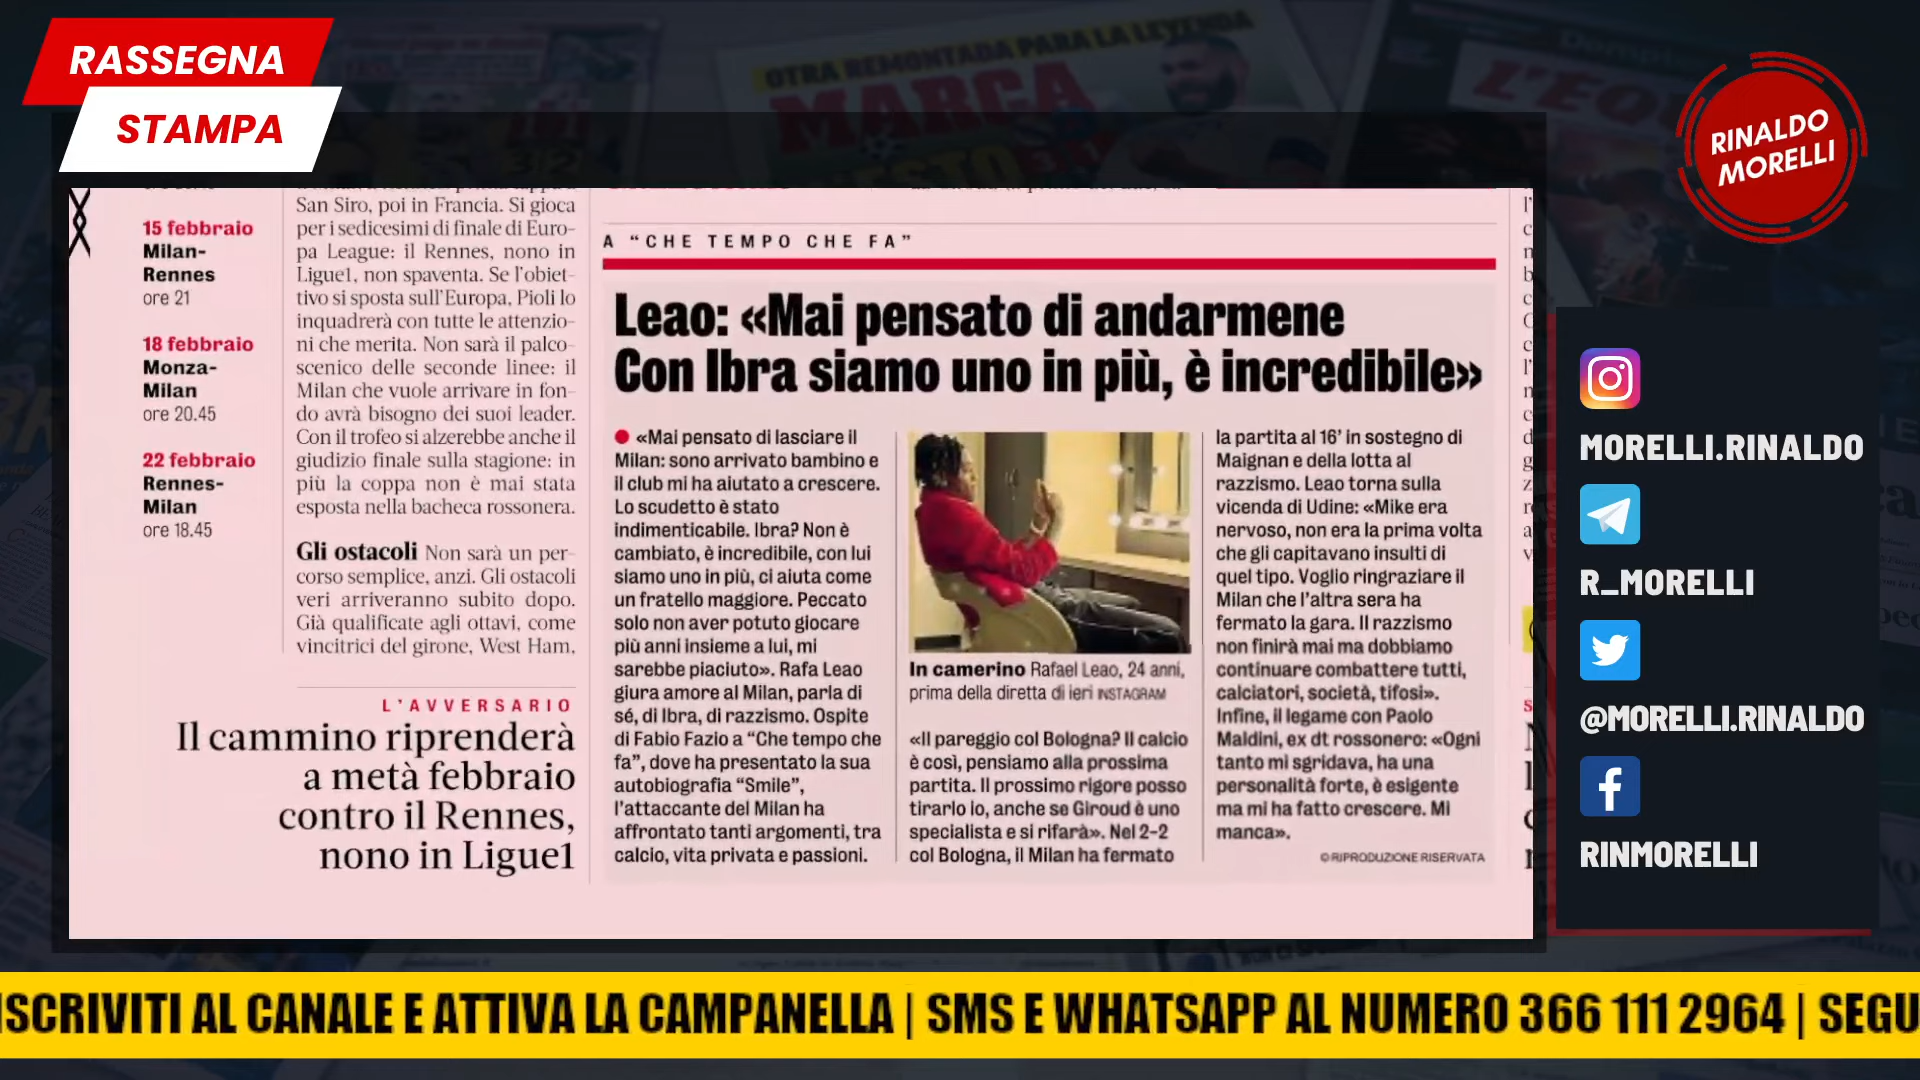 RASSEGNA
STAMPA
OTRA REMONTADA PARA LA LEYENDA
MARCA
RINALDO
MORELLI
15 febbraio
Milan-
Rennes
ore 21
18 febbraio
Monza-
Milan
ore 20.45
22 febbraio
Rennes-
Milan
ore 18.45
San Siro, poi in Francia. Si gioca
per i sedicesimi di finale di Euro-
pa League: il Rennes, nono in
Ligue1, non spaventa. Se l'obiet-
tivo si sposta sull'Europa, Pioli lo
inquadrerà con tutte le attenzio-
ni che merita. Non sarà il palco-
scenico delle seconde linee: il
Milan che vuole arrivare in fon-
do avrà bisogno dei suoi leader.
Con il trofeo si alzerebbe anche il
giudizio finale sulla stagione: in
più la coppa non è mai stata
esposta nella bacheca rossonera.
Gli ostacoli Non sarà un per-
corso semplice, anzi. Gli ostacoli
veri arriveranno subito dopo.
Già qualificate agli ottavi, come
vincitrici del girone, West Ham,
L'AVVERSARIO
Il cammino riprenderà
a metà febbraio
contro il Rennes,
nono in Ligue1
A “CHE TEMPO CHE FA”
Leao: «Mai pensato di andarmene
Con Ibra siamo uno in più, è incredibile»
● «Mai pensato di lasciare il
Milan: sono arrivato bambino e
il club mi ha aiutato a crescere.
Lo scudetto è stato
indimenticabile. Ibra? Non è
cambiato, è incredibile, con lui
siamo uno in più, ci aiuta come
un fratello maggiore. Peccato
solo non aver potuto giocare
più anni insieme a lui, mi
sarebbe piaciuto». Rafa Leao
giura amore al Milan, parla di
sé, di Ibra, di razzismo. Ospite
di Fabio Fazio a “Che tempo che
fa”, dove ha presentato la sua
autobiografia “Smile”,
l'attaccante del Milan ha
affrontato tanti argomenti, tra
calcio, vita privata e passioni.
In camerino Rafael Leao, 24 anni,
prima della diretta di ieri INSTAGRAM
«Il pareggio col Bologna? Il calcio
è così, pensiamo alla prossima
partita. Il prossimo rigore posso
tirarlo io, anche se Giroud è uno
specialista e si rifarà». Nel 2-2
col Bologna, il Milan ha fermato
la partita al 16' in sostegno di
Maignan e della lotta al
razzismo. Leao torna sulla
vicenda di Udine: «Mike era
nervoso, non era la prima volta
che gli capitavano insulti di
quel tipo. Voglio ringraziare il
Milan che l'altra sera ha
fermato la gara. Il razzismo
non finirà mai ma dobbiamo
continuare combattere tutti,
calciatori, società, tifosi».
Infine, il legame con Paolo
Maldini, ex dt rossonero: «Ogni
tanto mi sgridava, ha una
personalità forte, è esigente
ma mi ha fatto crescere. Mi
manca».
© RIPRODUZIONE RISERVATA
MORELLI.RINALDO
R_MORELLI
@MORELLI.RINALDO
RINMORELLI
ISCRIVITI AL CANALE E ATTIVA LA CAMPANELLA | SMS E WHATSAPP AL NUMERO 366 111 2964 | SEGU